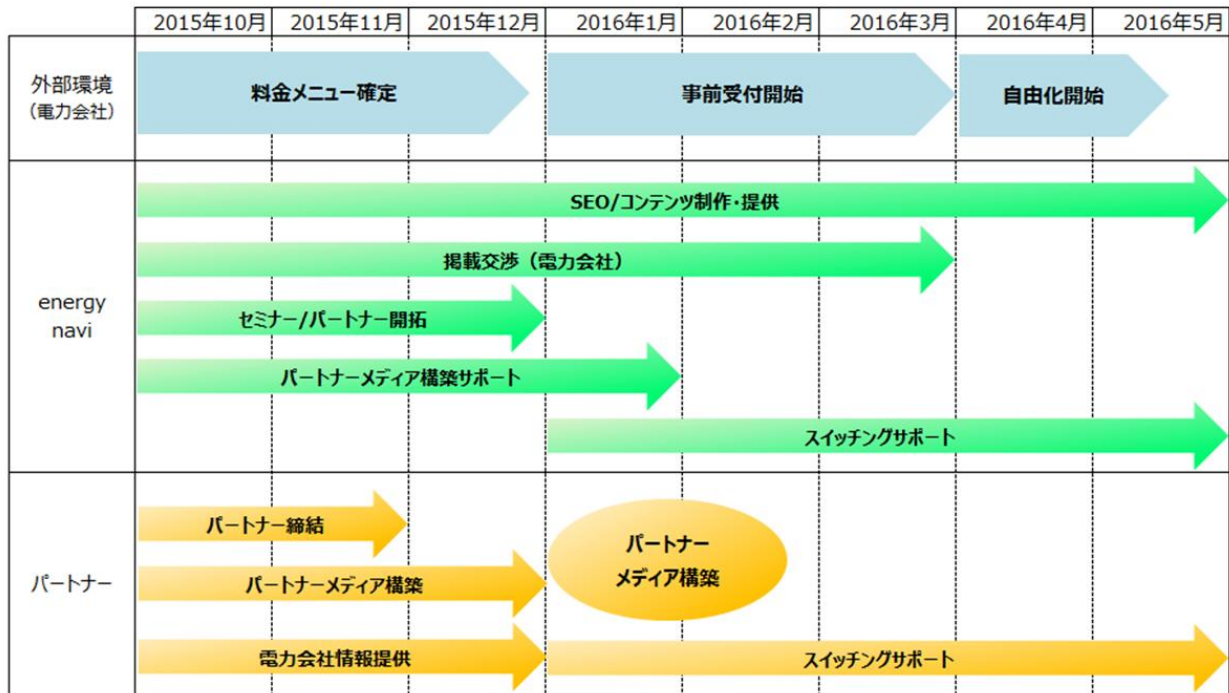 2015年10月 2015年11月 2015年12月 2016年1月 2016年2月 2016年3月 2016年4月 2016年5月
外部環境
（電力会社）
料金メニュー確定
事前受付開始
自由化開始
energy
navi
SEO/コンテンツ制作・提供
掲載交渉（電力会社）
セミナー/パートナー開拓
パートナーメディア構築サポート
スイッチングサポート
パートナー
パートナー締結
パートナーメディア構築
パートナー
メディア構築
電力会社情報提供
スイッチングサポート